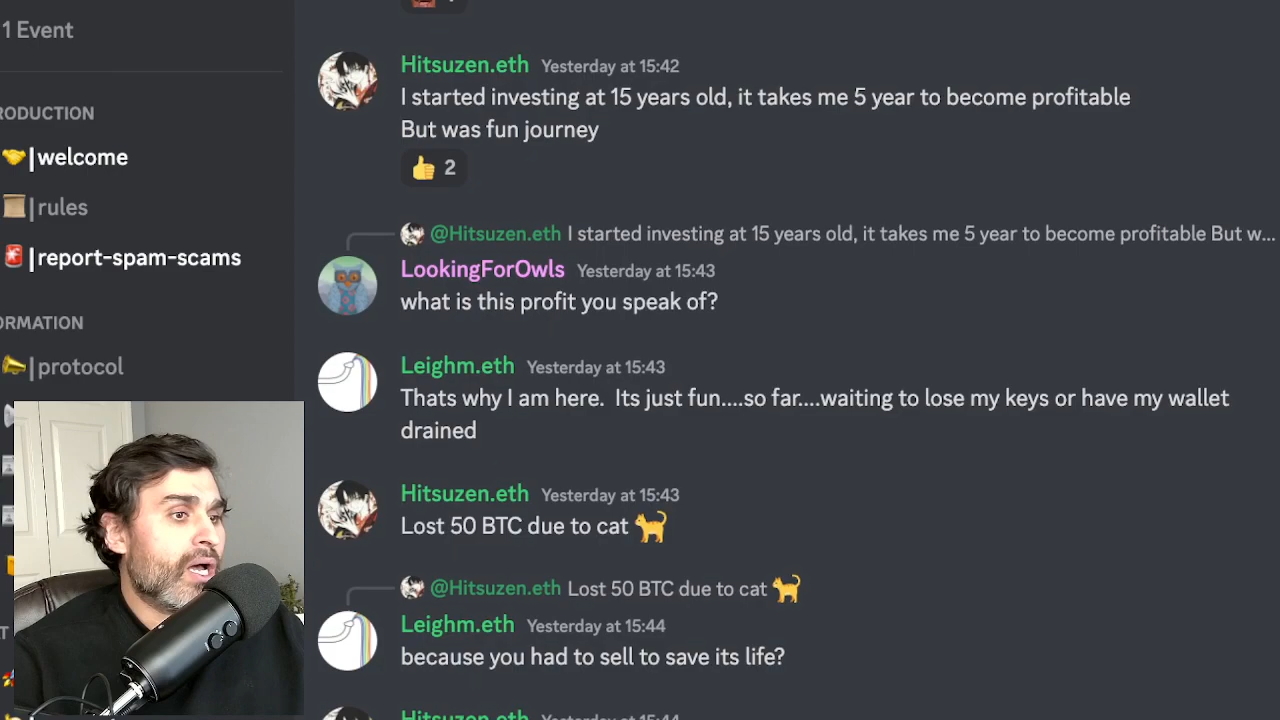 1 Event
RODUCTION
|welcome
|rules
|report-spam-scams
ORMATION
|protocol
T
Hitsuzen.eth Yesterday at 15:42
I started investing at 15 years old, it takes me 5 year to become profitable
But was fun journey
2
@Hitsuzen.eth I started investing at 15 years old, it takes me 5 year to become profitable But w...
LookingForOwls Yesterday at 15:43
what is this profit you speak of?
Leighm.eth Yesterday at 15:43
Thats why I am here. Its just fun....so far....waiting to lose my keys or have my wallet
drained
Hitsuzen.eth Yesterday at 15:43
Lost 50 BTC due to cat
@Hitsuzen.eth Lost 50 BTC due to cat
Leighm.eth Yesterday at 15:44
because you had to sell to save its life?
Hitsuzen.eth Yesterday at 15:44